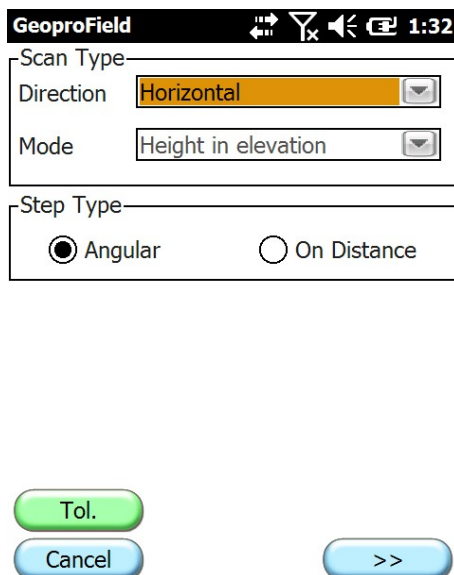 GeoproField 1:32
Scan Type
Direction Horizontal
Mode Height in elevation
Step Type
Angular On Distance
Tol.
Cancel >>